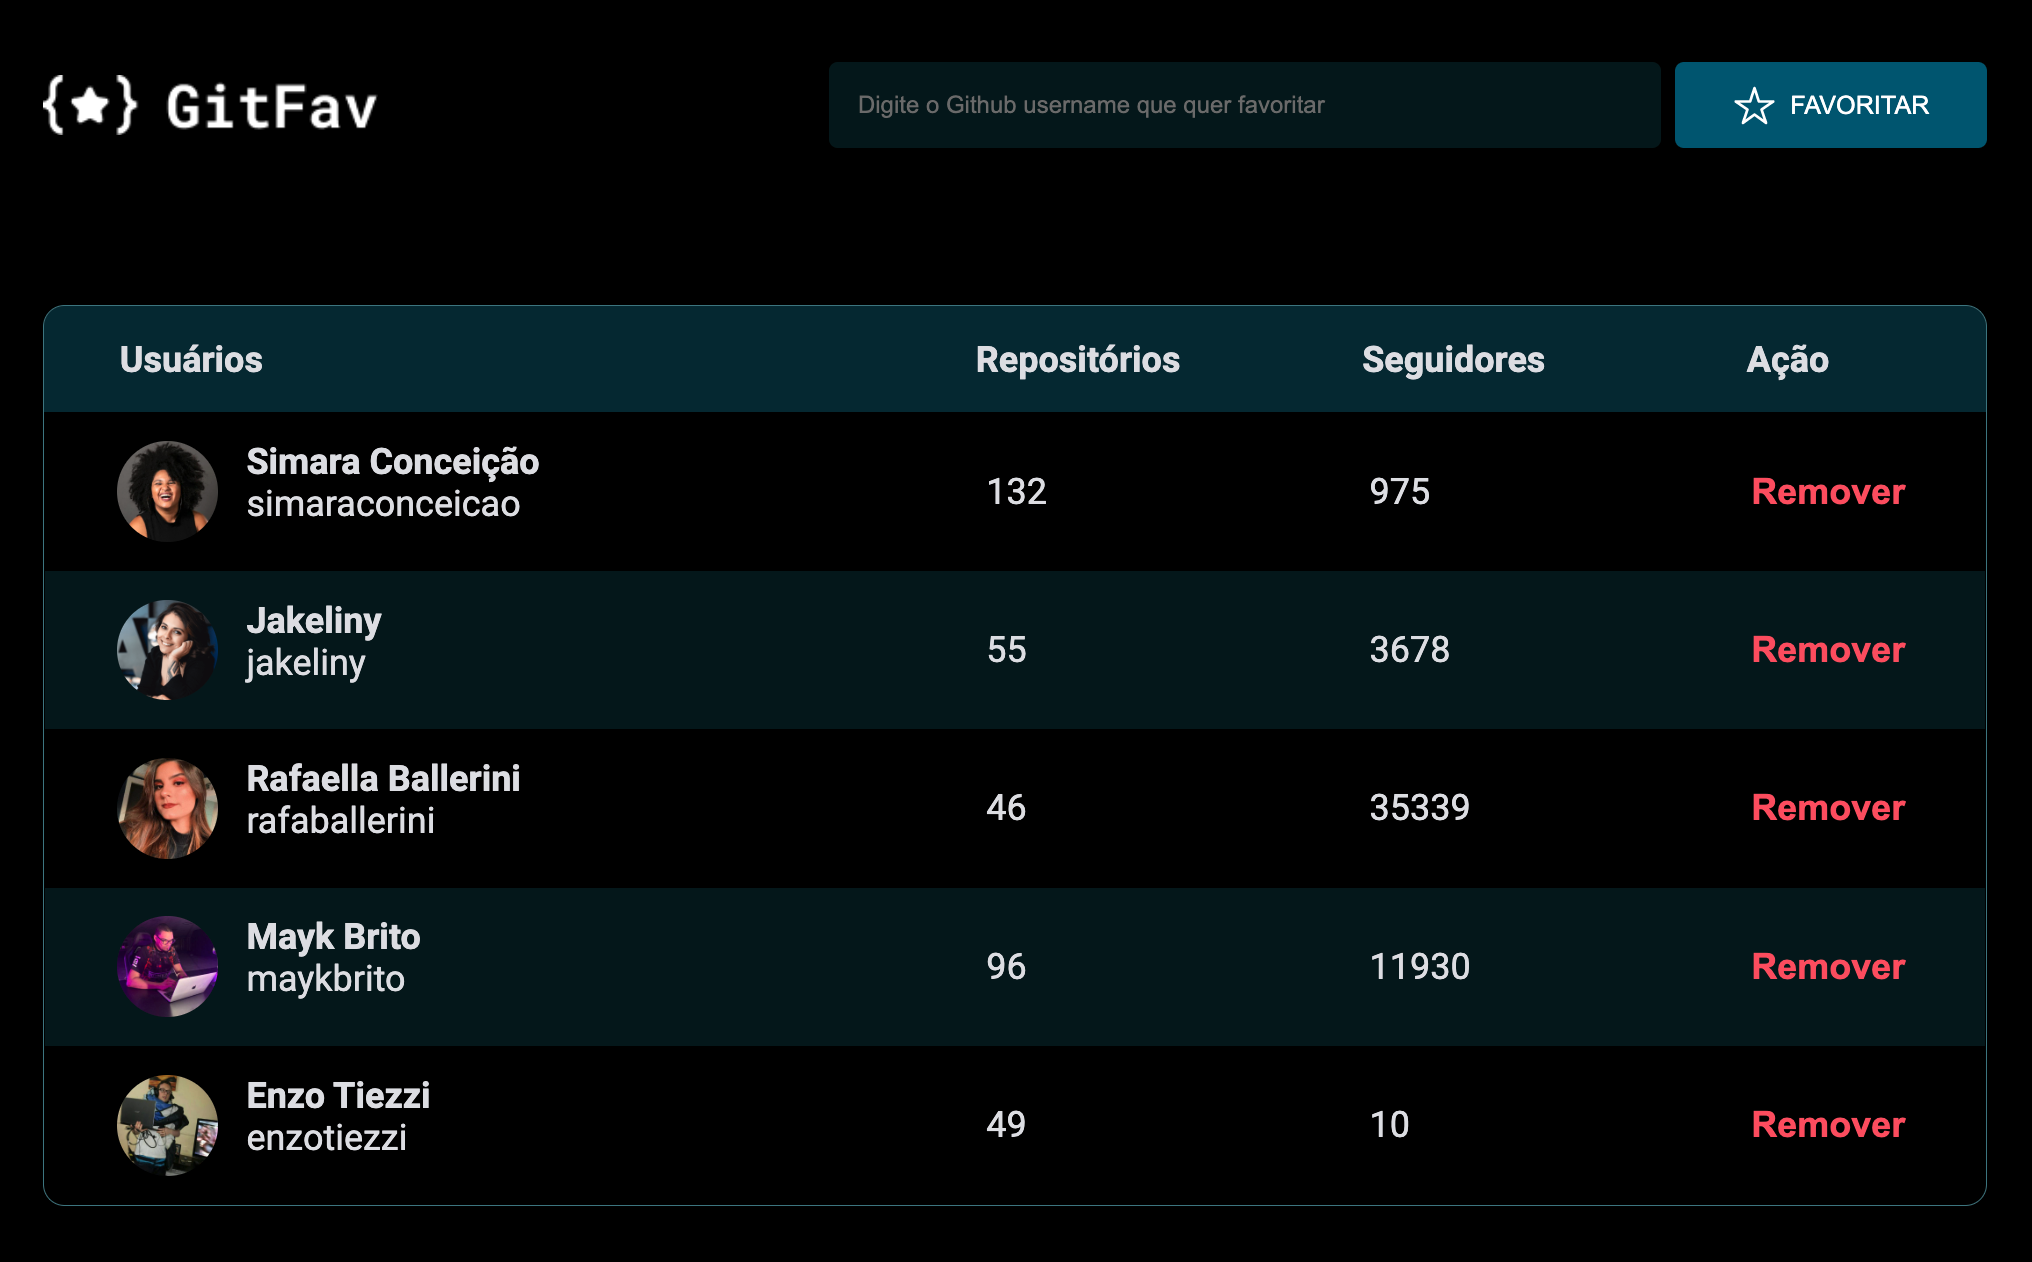 {★} GitFav
Digite o Github username que quer favoritar
FAVORITAR
Usuários Repositórios Seguidores Ação
Simara Conceição
simaraconceicao
132 975 Remover
Jakeliny
jakeliny
55 3678 Remover
Rafaella Ballerini
rafaballerini
46 35339 Remover
Mayk Brito
maykbrito
96 11930 Remover
Enzo Tiezzi
enzotiezzi
49 10 Remover